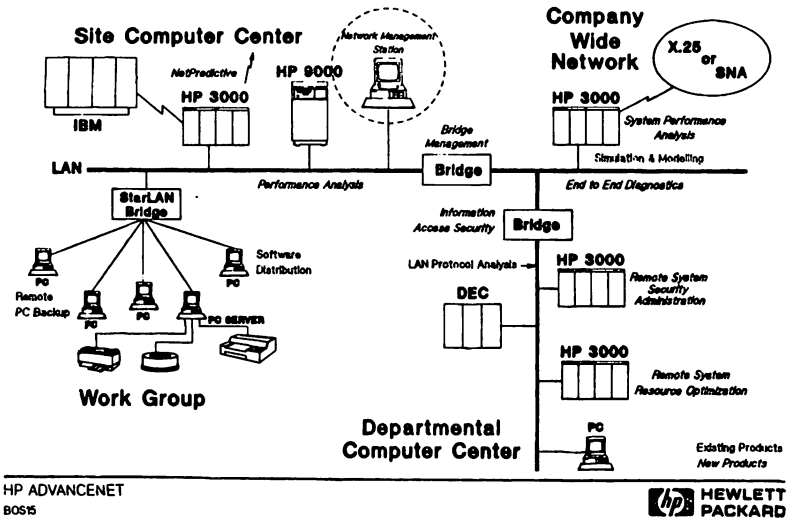 Site Computer Center
Network Management
Station
Company
Wide
Network
X.25
or
SNA
NetPredictive
HP 9000
HP 3000
IBM
HP 3000
System Performance
Analysis
Bridge
Management
Simulation & Modelling
LAN
Bridge
Performance Analysis
End to End Diagnostics
StarLAN
Bridge
Information
Access Security
Bridge
Software
Distribution
PC
PC
Remote
PC Backup
PC
PC
PC SERVER
LAN Protocol Analysis
HP 3000
Remote System
Security
Administration
DEC
HP 3000
Remote System
Resource Optimization
Work Group
Departmental
Computer Center
PC
Existing Products
New Products
HP ADVANCENET
BOS15
hp
HEWLETT
PACKARD